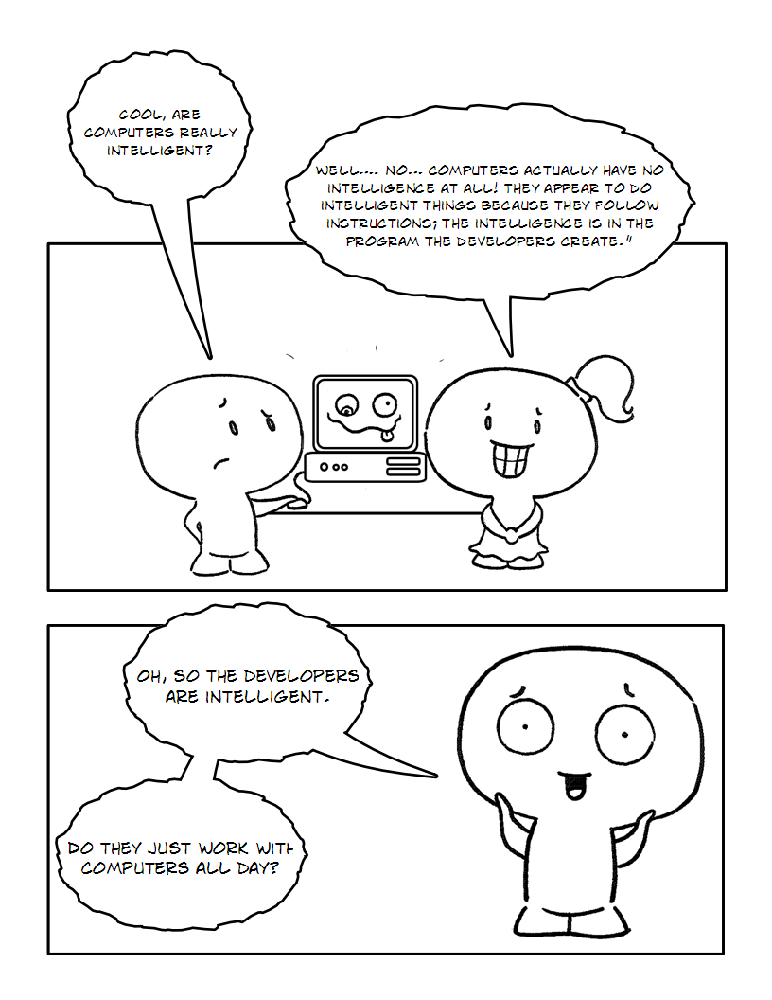 COOL, ARE
COMPUTERS REALLY
INTELLIGENT?
WELL.... NO... COMPUTERS ACTUALLY HAVE NO
INTELLIGENCE AT ALL! THEY APPEAR TO DO
INTELLIGENT THINGS BECAUSE THEY FOLLOW
INSTRUCTIONS; THE INTELLIGENCE IS IN THE
PROGRAM THE DEVELOPERS CREATE."
OH, SO THE DEVELOPERS
ARE INTELLIGENT.
DO THEY JUST WORK WITH
COMPUTERS ALL DAY?